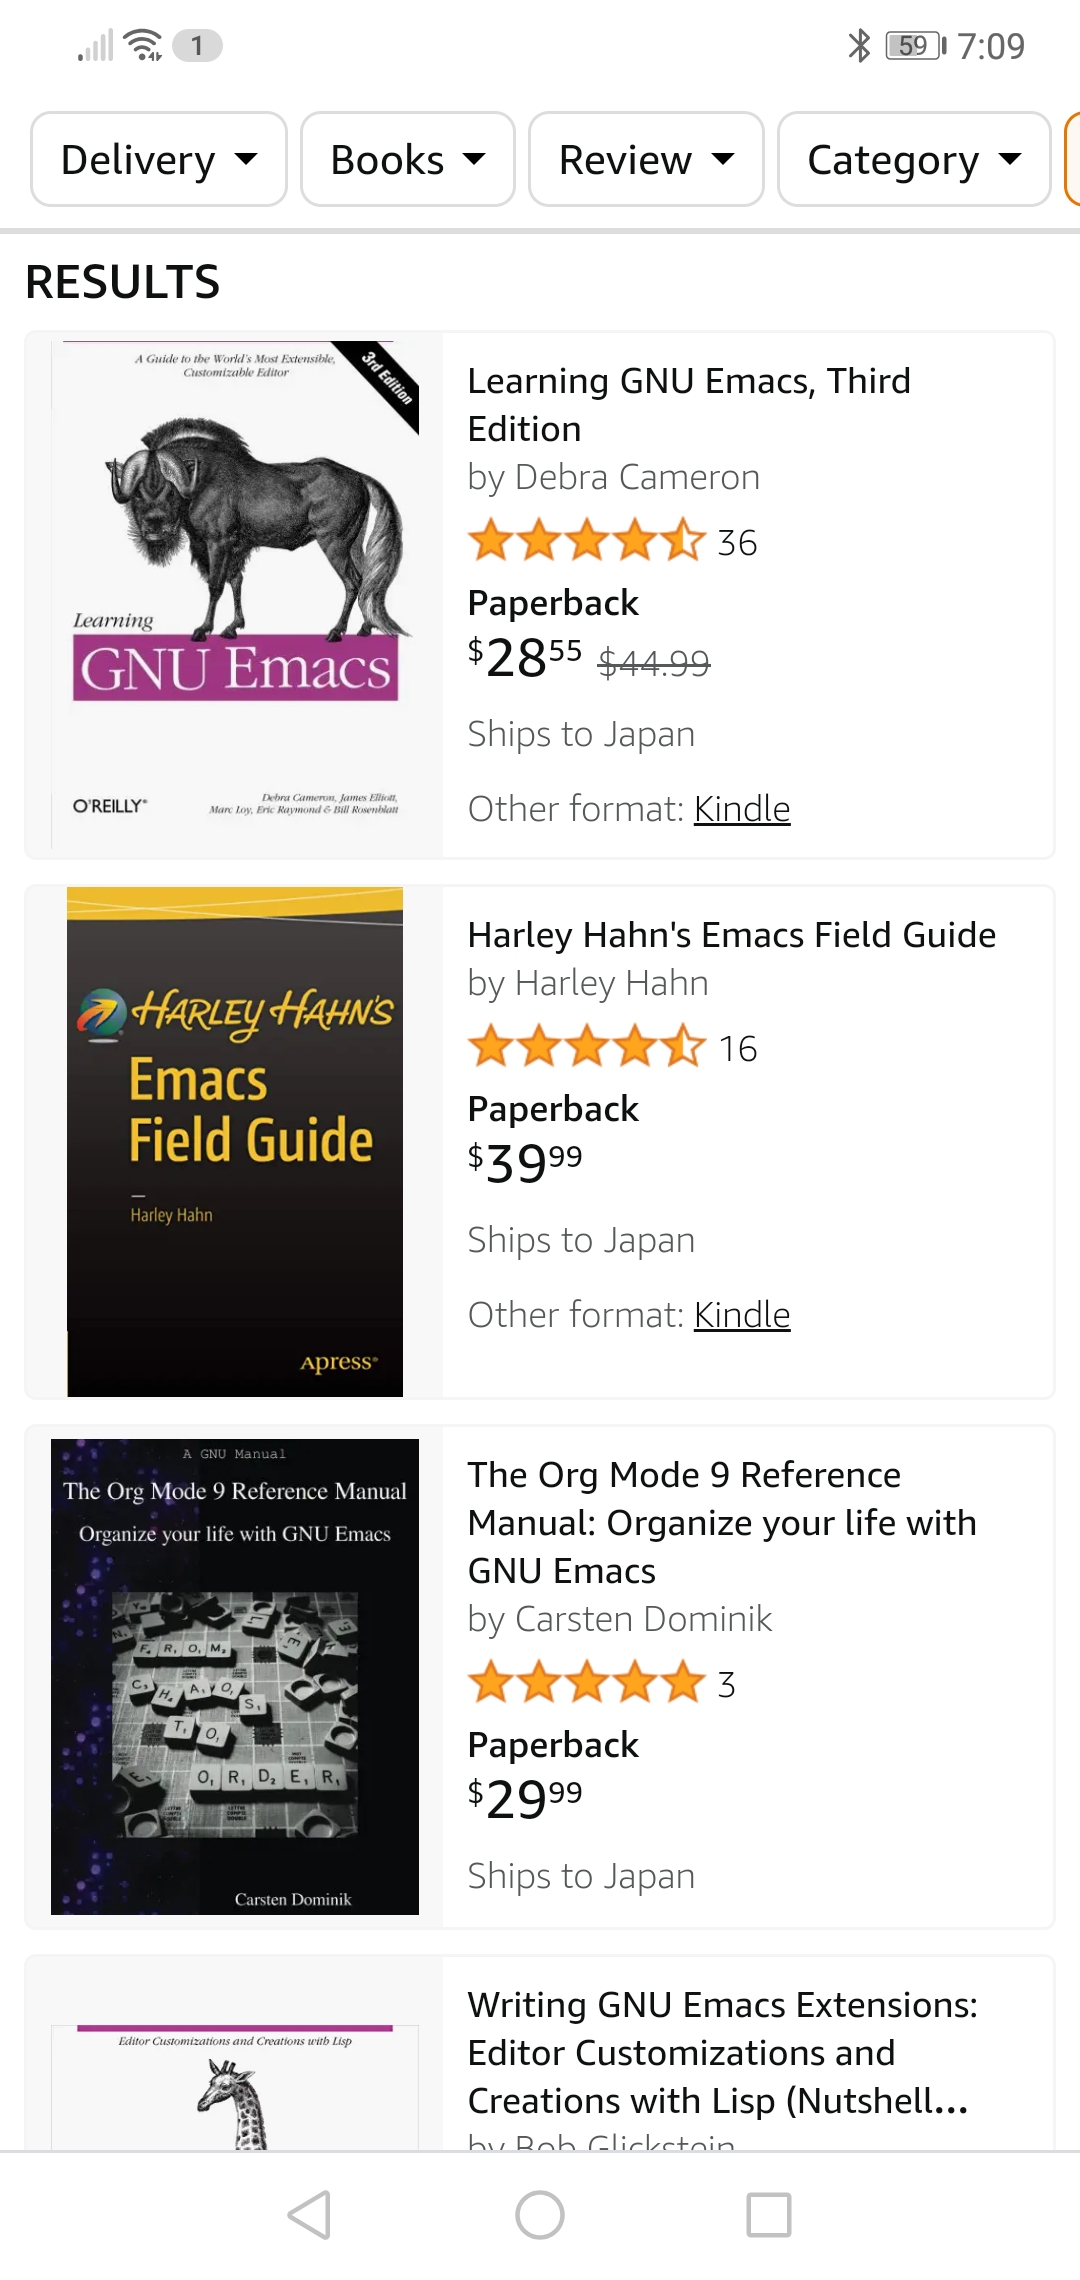 1
59 7:09
Delivery Books Review Category
RESULTS
A Guide to the World's Most Extensible,
Customizable Editor
3rd Edition
Learning
GNU Emacs
O'REILLY®
Debra Cameron, James Elliott,
Marc Loy, Eric Raymond & Bill Rosenblatt
Learning GNU Emacs, Third
Edition
by Debra Cameron
36
Paperback
$28 55 $44.99
Ships to Japan
Other format: Kindle
HARLEY HAHN'S
Emacs
Field Guide
Harley Hahn
Apress®
Harley Hahn's Emacs Field Guide
by Harley Hahn
16
Paperback
$39 99
Ships to Japan
Other format: Kindle
A GNU Manual
The Org Mode 9 Reference Manual
Organize your life with GNU Emacs
FROM
CHAOS
TO
ORDER
Carsten Dominik
The Org Mode 9 Reference
Manual: Organize your life with
GNU Emacs
by Carsten Dominik
3
Paperback
$29 99
Ships to Japan
Editor Customizations and Creations with Lisp
Writing GNU Emacs Extensions:
Editor Customizations and
Creations with Lisp (Nutshell...
by Bob Glickstein